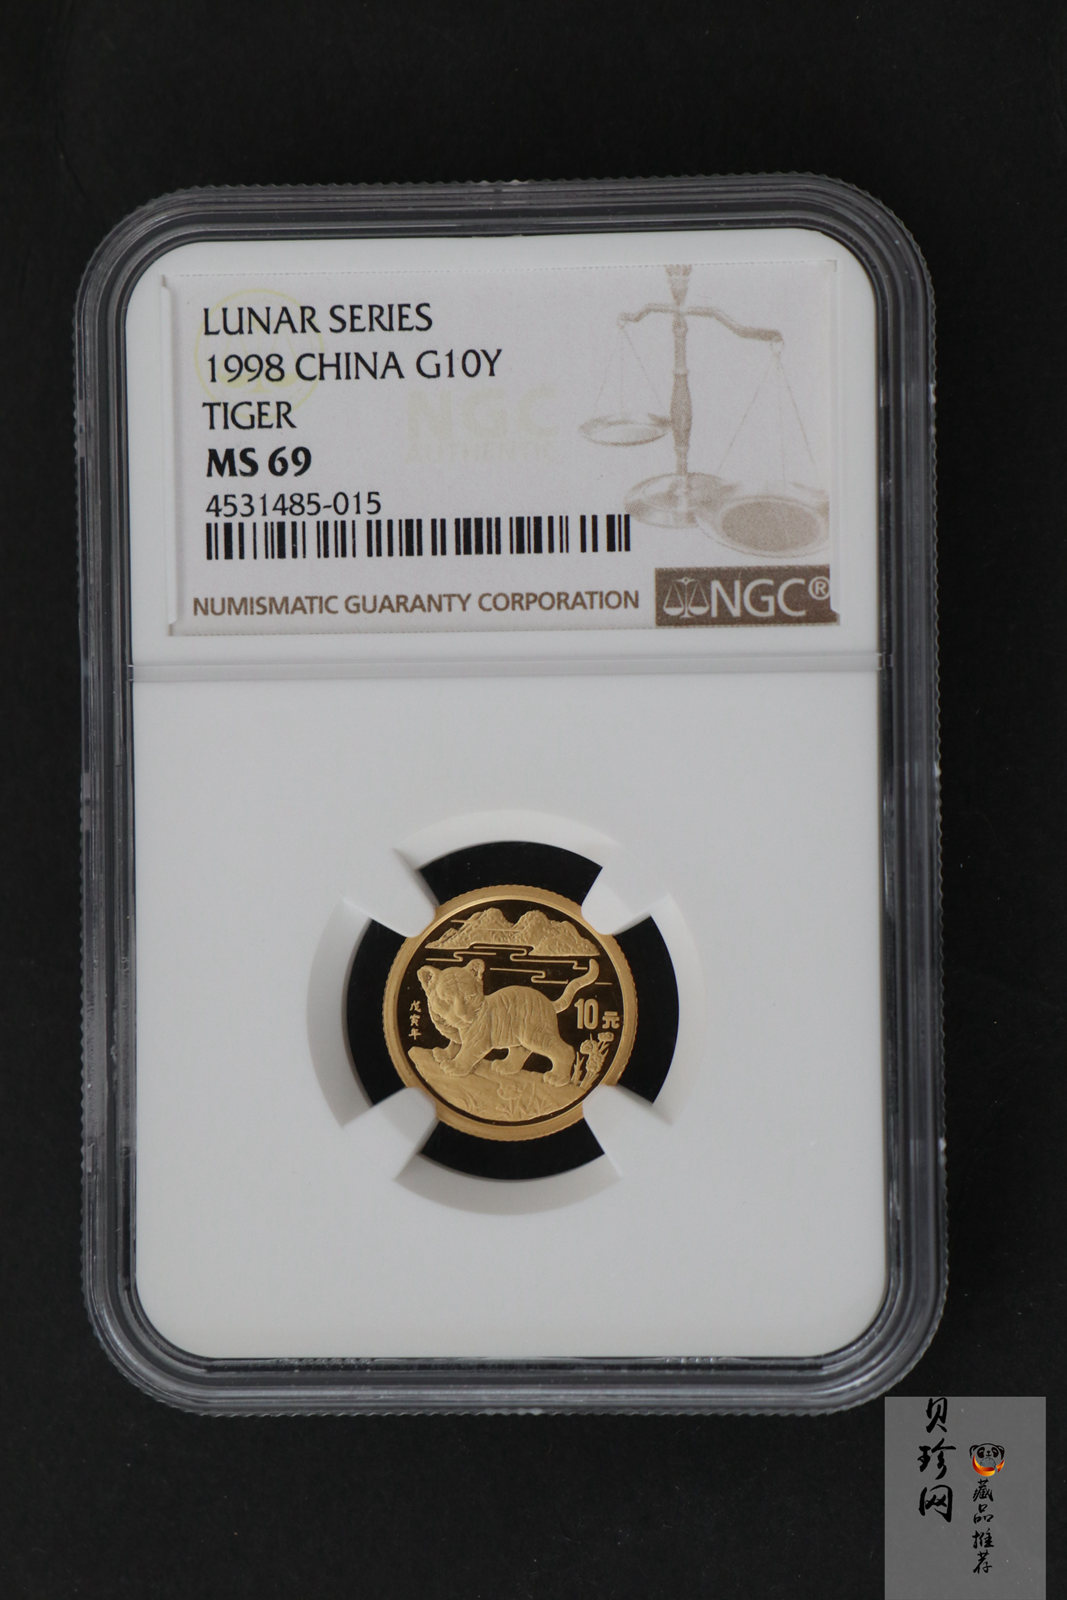 LUNAR SERIES
1998 CHINA G10Y
TIGER
MS 69
4531485-015
NUMISMATIC GUARANTY CORPORATION
NGC®
NGC
戊寅年
10元
贝珍网
藏品推荐